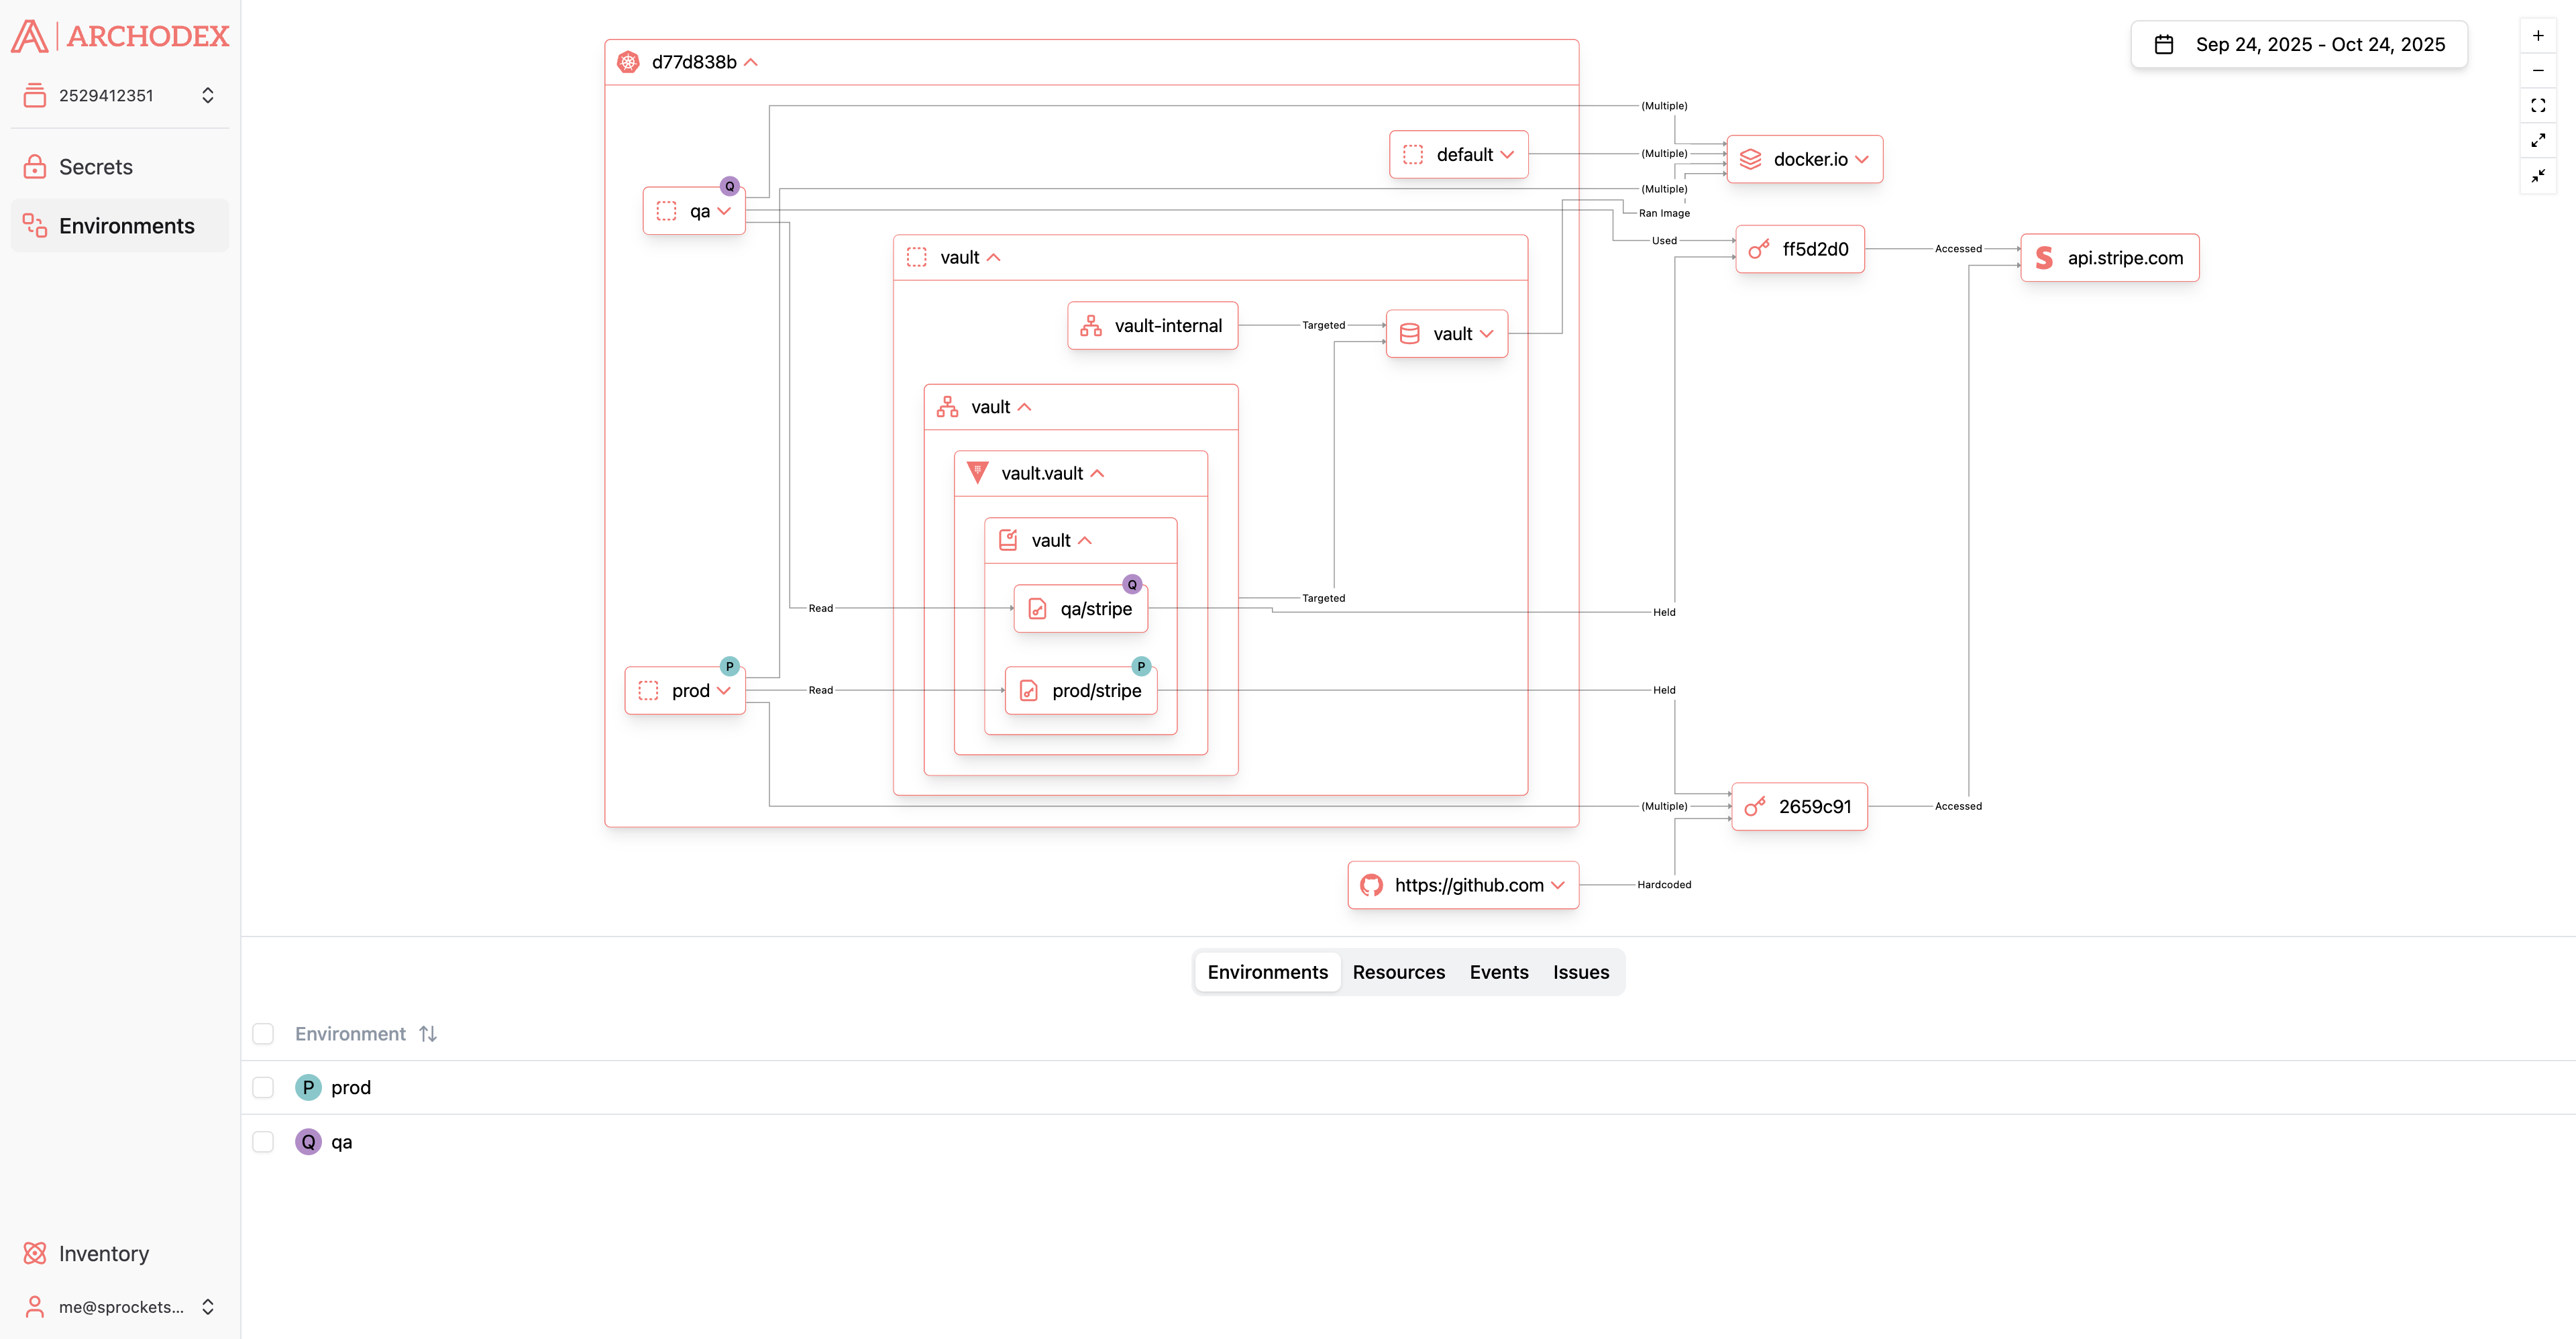 ARCHODEX
2529412351
Secrets
Environments
Inventory
me@sprockets...
Sep 24, 2025 - Oct 24, 2025
d77d838b
(Multiple)
default
(Multiple)
docker.io
Q
(Multiple)
qa
Ran Image
Used
ff5d2d0
Accessed
api.stripe.com
vault
vault-internal
Targeted
vault
vault
vault.vault
vault
Q
Read
qa/stripe
Targeted
Held
P
prod
Read
P
prod/stripe
Held
(Multiple)
2659c91
Accessed
https://github.com
Hardcoded
Environments
Resources
Events
Issues
Environment
P prod
Q qa